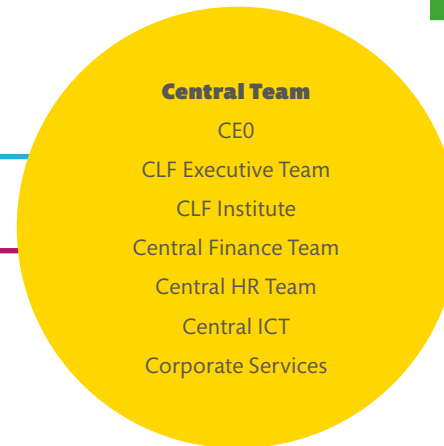 Central Team
CE0
CLF Executive Team
CLF Institute
Central Finance Team
Central HR Team
Central ICT
Corporate Services